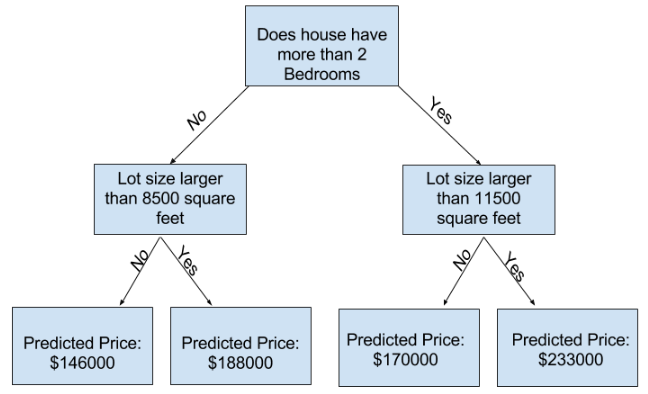 Does house have
more than 2
Bedrooms
No
Yes
Lot size larger
than 8500 square
feet
Lot size larger
than 11500
square feet
No
Yes
No
Yes
Predicted Price:
$146000
Predicted Price:
$188000
Predicted Price:
$170000
Predicted Price:
$233000